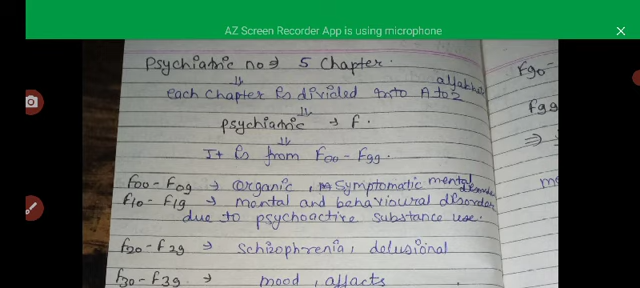 AZ Screen Recorder App is using microphone
Psychiatric no ⇒ 5 Chapter.
⇓
each Chapter is divided into A to Z
⇓
psychiatric → F.
⇓
It is from F00 - F99.
F00 - F09 → organic, symptomatic mental disorder
F10 - F19 → mental and behavioural disorder
due to psychoactive substance use.
F20 - F29 → schizophrenia, delusional
F30 - F39 → mood, affects
F90 -
F99
⇒